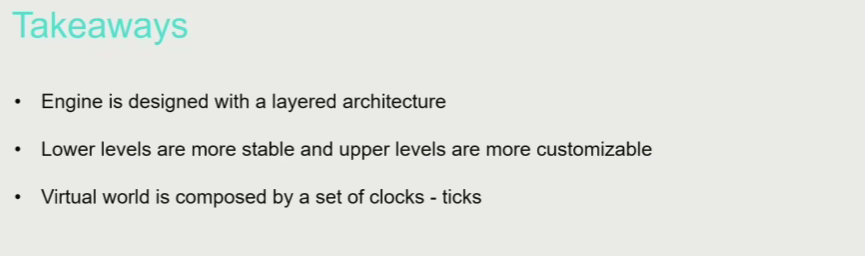 Takeaways
• Engine is designed with a layered architecture
• Lower levels are more stable and upper levels are more customizable
• Virtual world is composed by a set of clocks - ticks